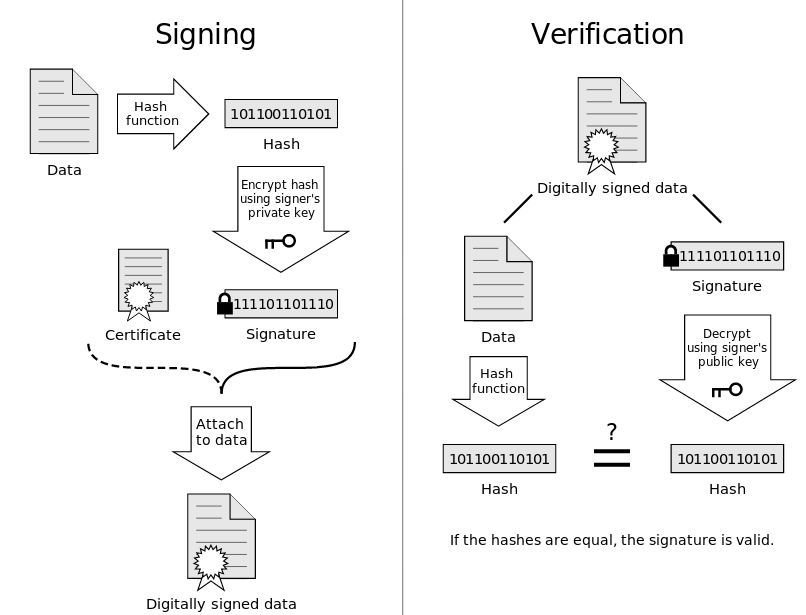 Signing
Hash
function
101100110101
Data
Hash
Encrypt hash
using signer's
private key
111101101110
Certificate
Signature
Attach
to data
Digitally signed data
Verification
Digitally signed data
111101101110
Signature
Data
Decrypt
using signer's
public key
Hash
function
?
101100110101
101100110101
Hash
Hash
If the hashes are equal, the signature is valid.